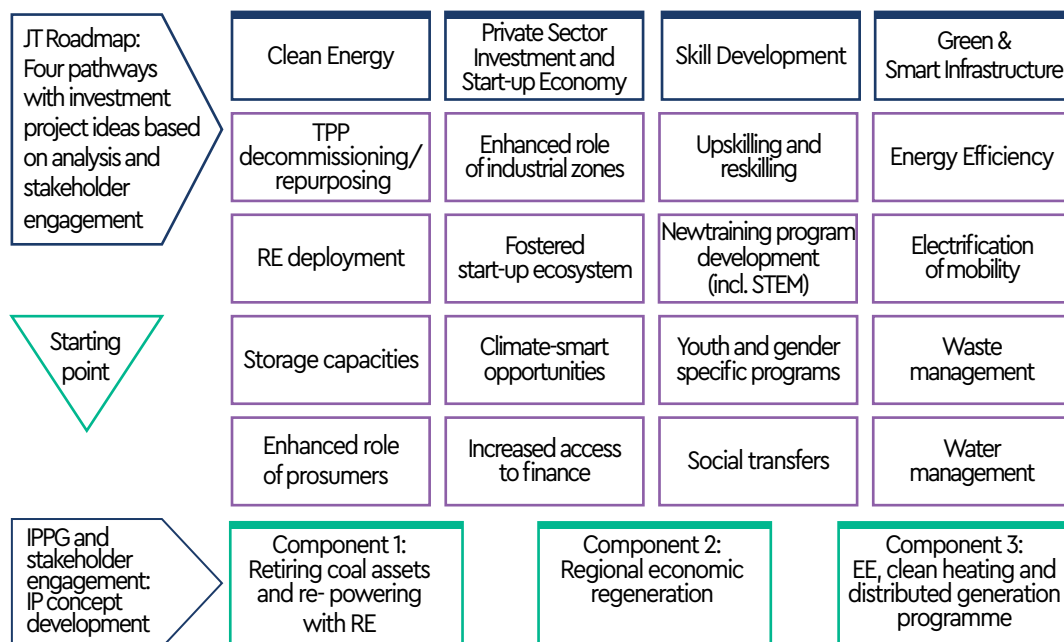 JT Roadmap:
Four pathways
with investment
project ideas based
on analysis and
stakeholder
engagement
Clean Energy
Private Sector
Investment and
Start-up Economy
Skill Development
Green &
Smart Infrastructure
TPP
decommissioning/
repurposing
Enhanced role
of industrial zones
Upskilling and
reskilling
Energy Efficiency
RE deployment
Fostered
start-up ecosystem
Newtraining program
development
(incl. STEM)
Electrification
of mobility
Starting
point
Storage capacities
Climate-smart
opportunities
Youth and gender
specific programs
Waste
management
Enhanced role
of prosumers
Increased access
to finance
Social transfers
Water
management
IPPG and
stakeholder
engagement:
IP concept
development
Component 1:
Retiring coal assets
and re- powering
with RE
Component 2:
Regional economic
regeneration
Component 3:
EE, clean heating and
distributed generation
programme